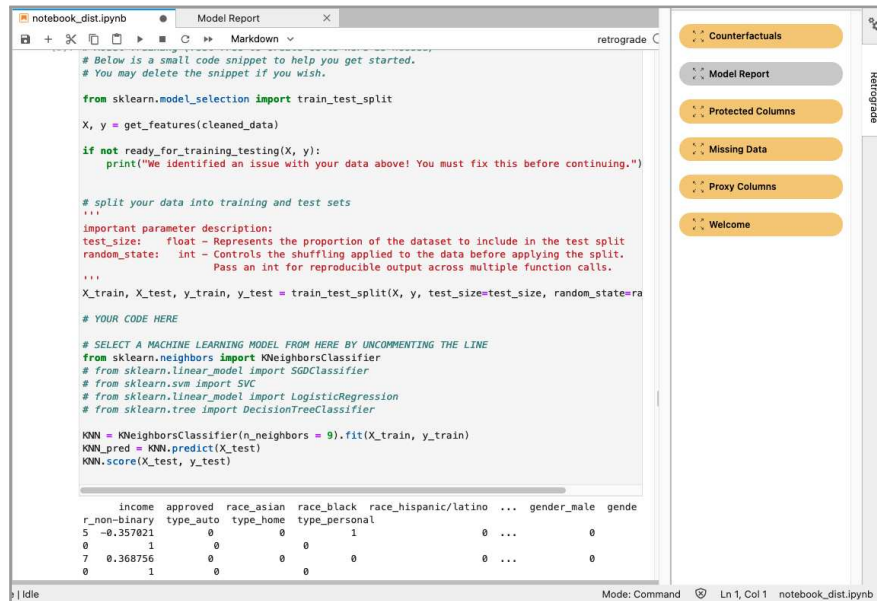 notebook_dist.ipynb
Model Report
Markdown
retrograde
# Below is a small code snippet to help you get started.
# You may delete the snippet if you wish.
from sklearn.model_selection import train_test_split
X, y = get_features(cleaned_data)
if not ready_for_training_testing(X, y):
print("We identified an issue with your data above! You must fix this before continuing.")
# split your data into training and test sets
'''
important parameter description:
test_size: float – Represents the proportion of the dataset to include in the test split
random_state: int – Controls the shuffling applied to the data before applying the split.
Pass an int for reproducible output across multiple function calls.
'''
X_train, X_test, y_train, y_test = train_test_split(X, y, test_size=test_size, random_state=ra
# YOUR CODE HERE
# SELECT A MACHINE LEARNING MODEL FROM HERE BY UNCOMMENTING THE LINE
from sklearn.neighbors import KNeighborsClassifier
# from sklearn.linear_model import SGDClassifier
# from sklearn.svm import SVC
# from sklearn.linear_model import LogisticRegression
# from sklearn.tree import DecisionTreeClassifier
KNN = KNeighborsClassifier(n_neighbors = 9).fit(X_train, y_train)
KNN_pred = KNN.predict(X_test)
KNN.score(X_test, y_test)
income approved race_asian race_black race_hispanic/latino ... gender_male gende
r_non-binary type_auto type_home type_personal
5 -0.357021 0 0 1 0 ... 0
0 1 0 0
7 0.368756 0 0 0 0 ... 0
0 1 0 0
Counterfactuals
Model Report
Protected Columns
Missing Data
Proxy Columns
Welcome
Retrograde
| Idle
Mode: Command
Ln 1, Col 1
notebook_dist.ipynb